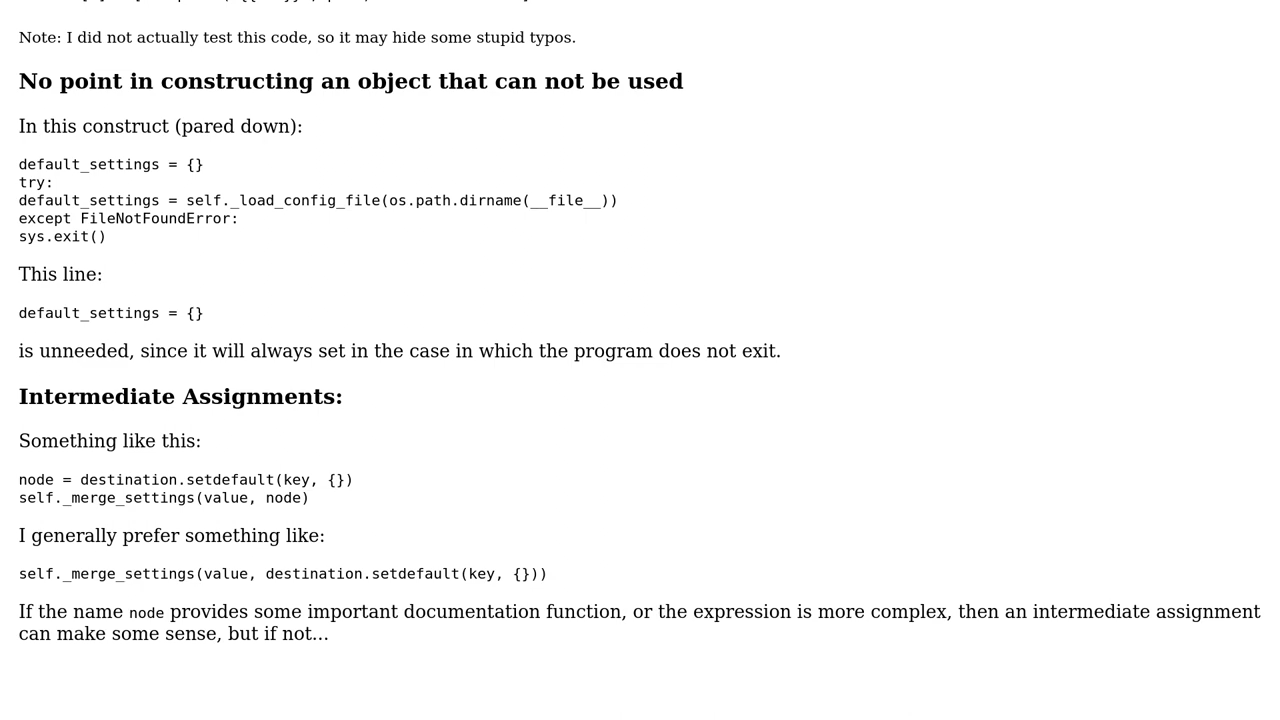 Note: I did not actually test this code, so it may hide some stupid typos.
No point in constructing an object that can not be used
In this construct (pared down):
default_settings = {}
try:
default_settings = self._load_config_file(os.path.dirname(__file__))
except FileNotFoundError:
sys.exit()
This line:
default_settings = {}
is unneeded, since it will always set in the case in which the program does not exit.
Intermediate Assignments:
Something like this:
node = destination.setdefault(key, {})
self._merge_settings(value, node)
I generally prefer something like:
self._merge_settings(value, destination.setdefault(key, {}))
If the name node provides some important documentation function, or the expression is more complex, then an intermediate assignment
can make some sense, but if not...